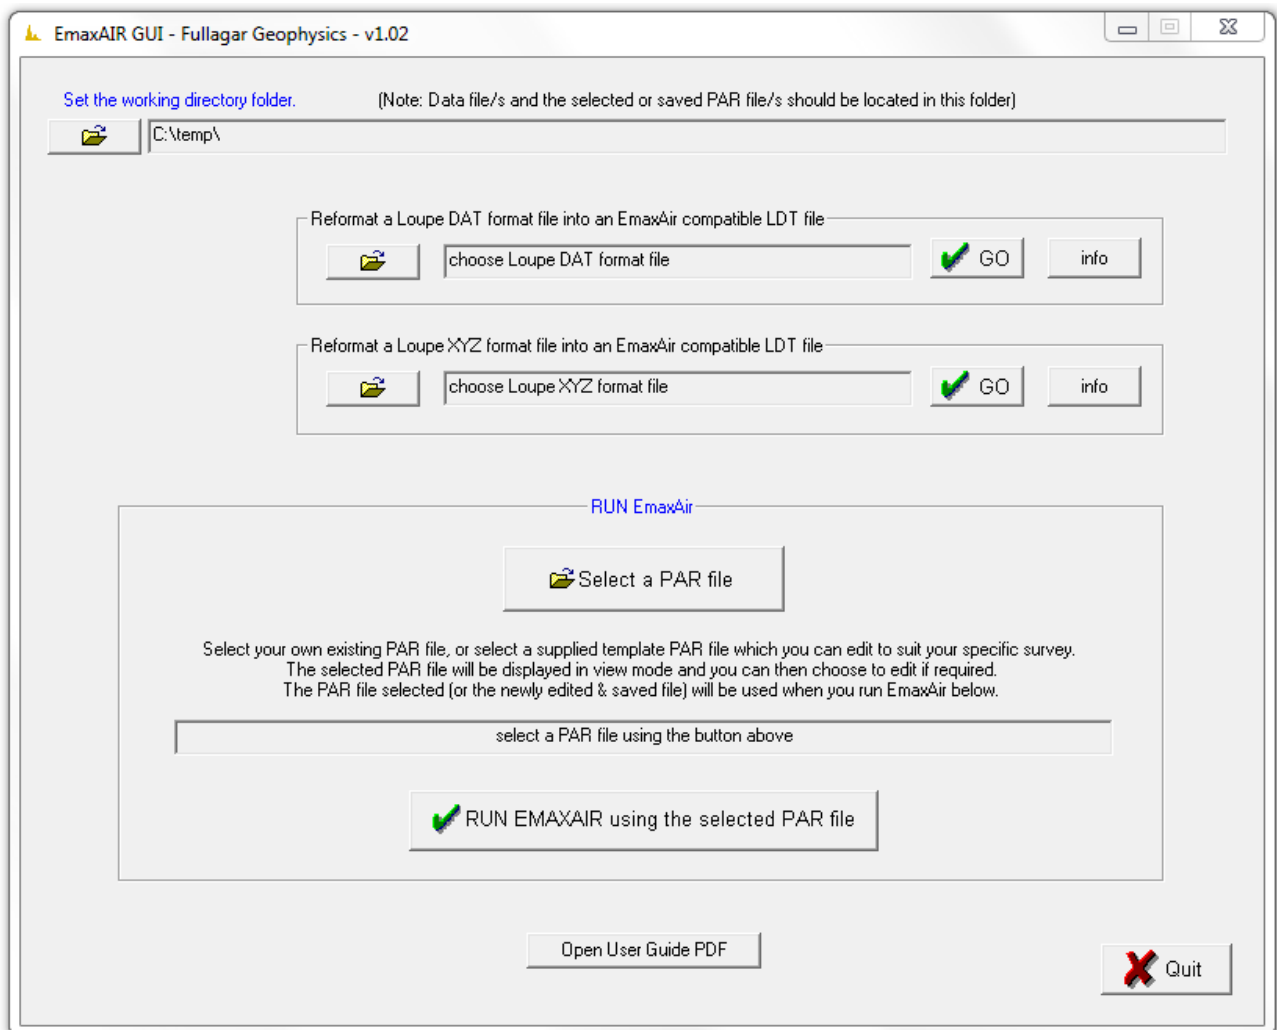 EmaxAIR GUI - Fullagar Geophysics - v1.02
Set the working directory folder. (Note: Data file/s and the selected or saved PAR file/s should be located in this folder)
C:\temp\
Reformat a Loupe DAT format file into an EmaxAir compatible LDT file
choose Loupe DAT format file GO info
Reformat a Loupe XYZ format file into an EmaxAir compatible LDT file
choose Loupe XYZ format file GO info
RUN EmaxAir
Select a PAR file
Select your own existing PAR file, or select a supplied template PAR file which you can edit to suit your specific survey.
The selected PAR file will be displayed in view mode and you can then choose to edit if required.
The PAR file selected (or the newly edited & saved file) will be used when you run EmaxAir below.
select a PAR file using the button above
RUN EMAXAIR using the selected PAR file
Open User Guide PDF
Quit